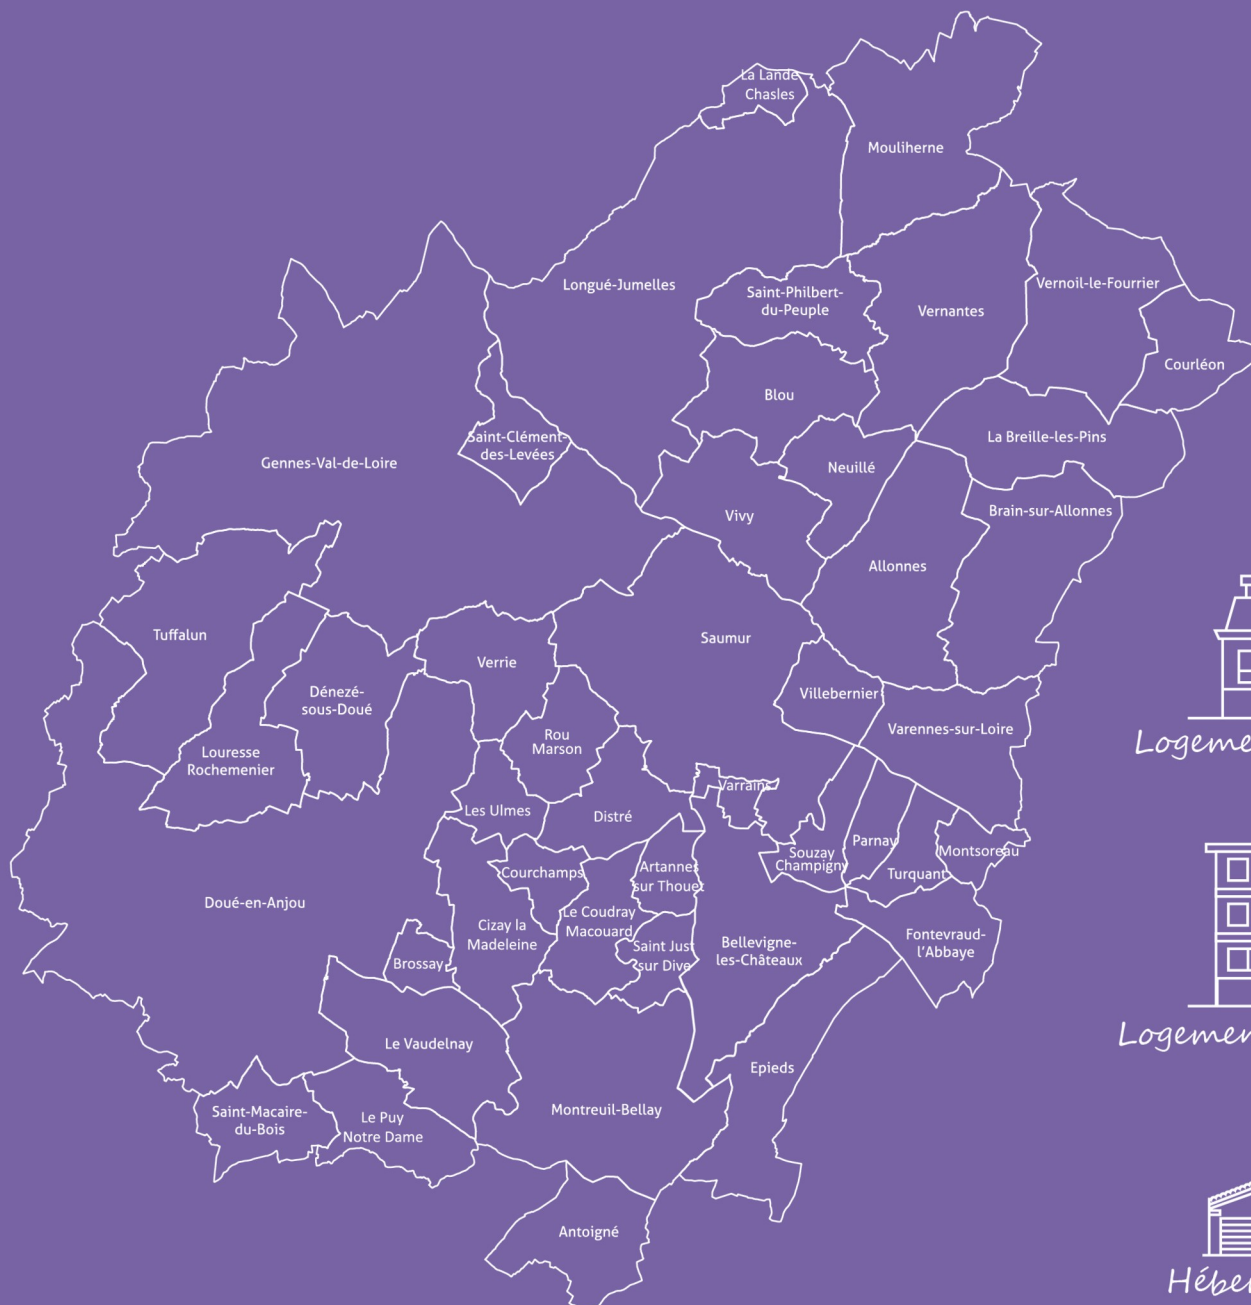 La Lande
Chasles
Mouliherne
Longué-Jumelles
Saint-Philbert-
du-Peuple
Vernantes
Vernoil-le-Fourrier
Courléon
Blou
La Breille-les-Pins
Saint-Clément-
des-Levées
Gennes-Val-de-Loire
Neuillé
Vivy
Brain-sur-Allonnes
Allonnes
Tuffalun
Saumur
Verrie
Dénezé-
sous-Doué
Villebernier
Varennes-sur-Loire
Rou
Marson
Louresse
Rochemenier
Varrains
Les Ulmes
Distré
Parnay
Souzay
Champigny
Montsoreau
Turquant
Courchamps
Artannes
sur Thouet
Doué-en-Anjou
Cizay la
Madeleine
Le Coudray
Macouard
Saint Just
sur Dive
Bellevigne-
les-Châteaux
Fontevraud-
l'Abbaye
Brossay
Le Vaudelnay
Epieds
Saint-Macaire-
du-Bois
Le Puy
Notre Dame
Montreuil-Bellay
Antoigné